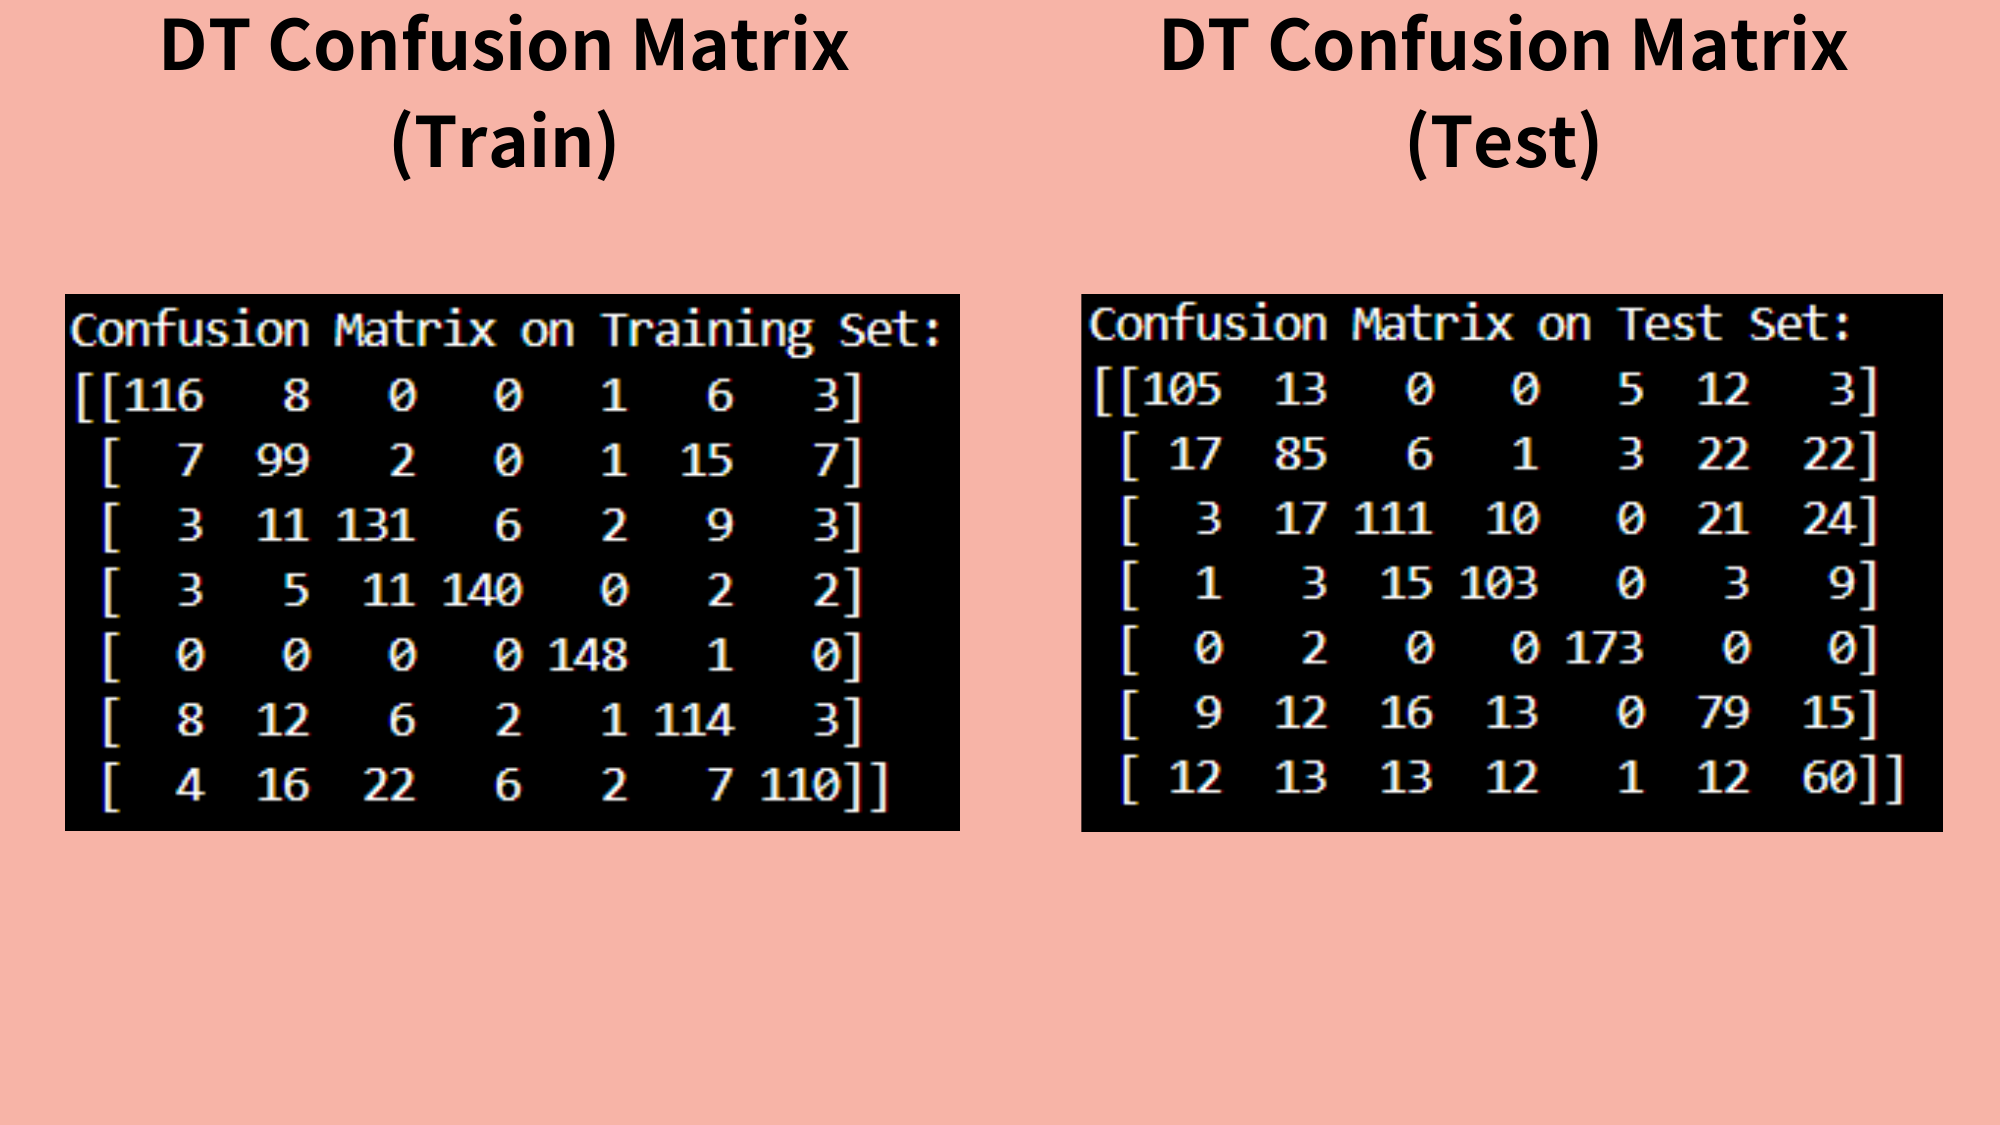 DT Confusion Matrix
(Train)
Confusion Matrix on Training Set:
[[116 8 0 0 1 6 3]
[ 7 99 2 0 1 15 7]
[ 3 11 131 6 2 9 3]
[ 3 5 11 140 0 2 2]
[ 0 0 0 0 148 1 0]
[ 8 12 6 2 1 114 3]
[ 4 16 22 6 2 7 110]]
DT Confusion Matrix
(Test)
Confusion Matrix on Test Set:
[[105 13 0 0 5 12 3]
[ 17 85 6 1 3 22 22]
[ 3 17 111 10 0 21 24]
[ 1 3 15 103 0 3 9]
[ 0 2 0 0 173 0 0]
[ 9 12 16 13 0 79 15]
[ 12 13 13 12 1 12 60]]